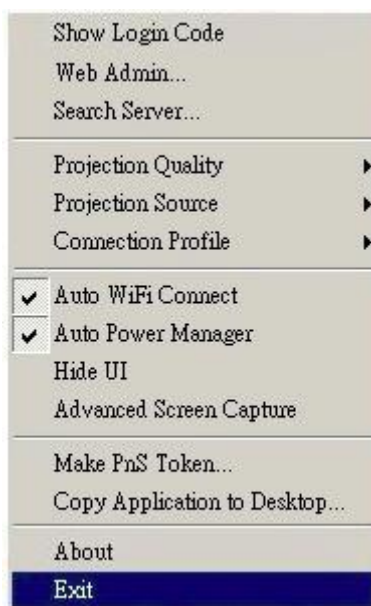 Show Login Code
Web Admin...
Search Server...
Projection Quality
Projection Source
Connection Profile
Auto WiFi Connect
Auto Power Manager
Hide UI
Advanced Screen Capture
Make PnS Token...
Copy Application to Desktop...
About
Exit